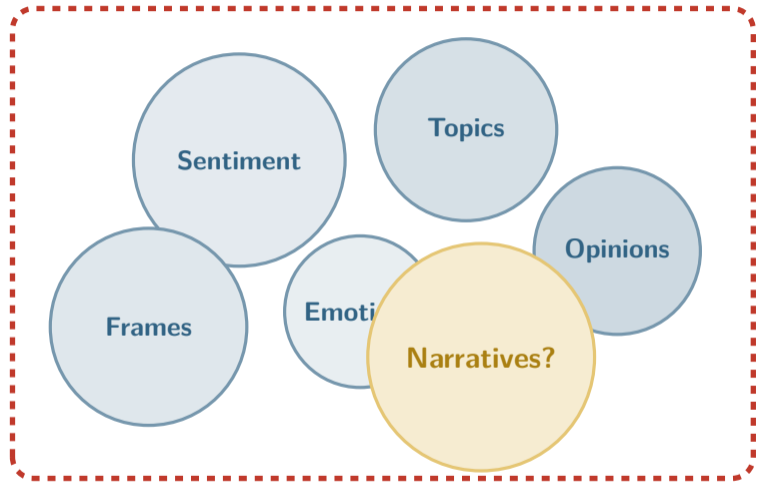 Topics
Sentiment
Opinions
Emoti
Frames
Narratives?